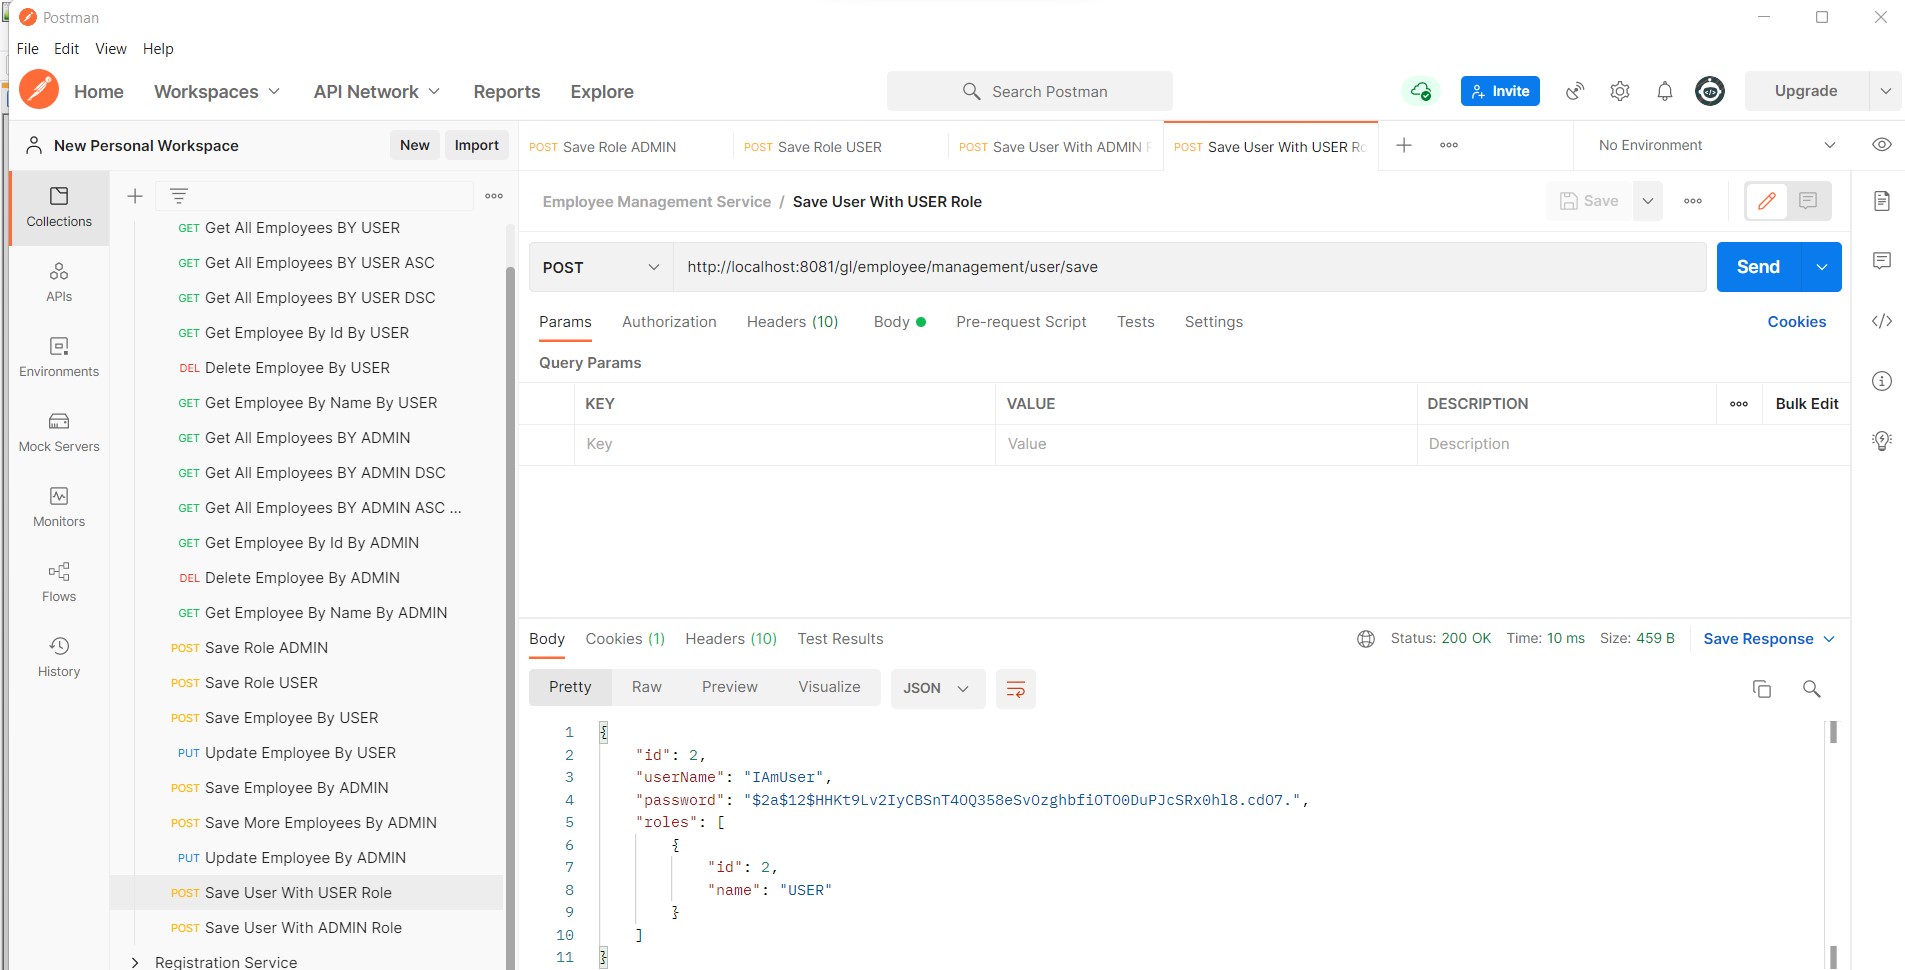 Postman
File Edit View Help
Home Workspaces API Network Reports Explore Search Postman Invite Upgrade
New Personal Workspace New Import
POST Save Role ADMIN POST Save Role USER POST Save User With ADMIN POST Save User With USER Ro No Environment
Collections
APIs
Environments
Mock Servers
Monitors
Flows
History
GET Get All Employees BY USER
GET Get All Employees BY USER ASC
GET Get All Employees BY USER DSC
GET Get Employee By Id By USER
DEL Delete Employee By USER
GET Get Employee By Name By USER
GET Get All Employees BY ADMIN
GET Get All Employees BY ADMIN DSC
GET Get All Employees BY ADMIN ASC ...
GET Get Employee By Id By ADMIN
DEL Delete Employee By ADMIN
GET Get Employee By Name By ADMIN
POST Save Role ADMIN
POST Save Role USER
POST Save Employee By USER
PUT Update Employee By USER
POST Save Employee By ADMIN
POST Save More Employees By ADMIN
PUT Update Employee By ADMIN
POST Save User With USER Role
POST Save User With ADMIN Role
Registration Service
Employee Management Service / Save User With USER Role Save
POST http://localhost:8081/gl/employee/management/user/save Send
Params Authorization Headers (10) Body Pre-request Script Tests Settings Cookies
Query Params
KEY VALUE DESCRIPTION Bulk Edit
Key Value Description
Body Cookies (1) Headers (10) Test Results Status: 200 OK Time: 10 ms Size: 459 B Save Response
Pretty Raw Preview Visualize JSON
1 {
2 "id": 2,
3 "userName": "IAmUser",
4 "password": "$2a$12$HHKt9Lv2IyCBSnT4OQ358eSvOzghbfiOTO0DuPJcSRx0hl8.cdO7.",
5 "roles": [
6 {
7 "id": 2,
8 "name": "USER"
9 }
10 ]
11 }